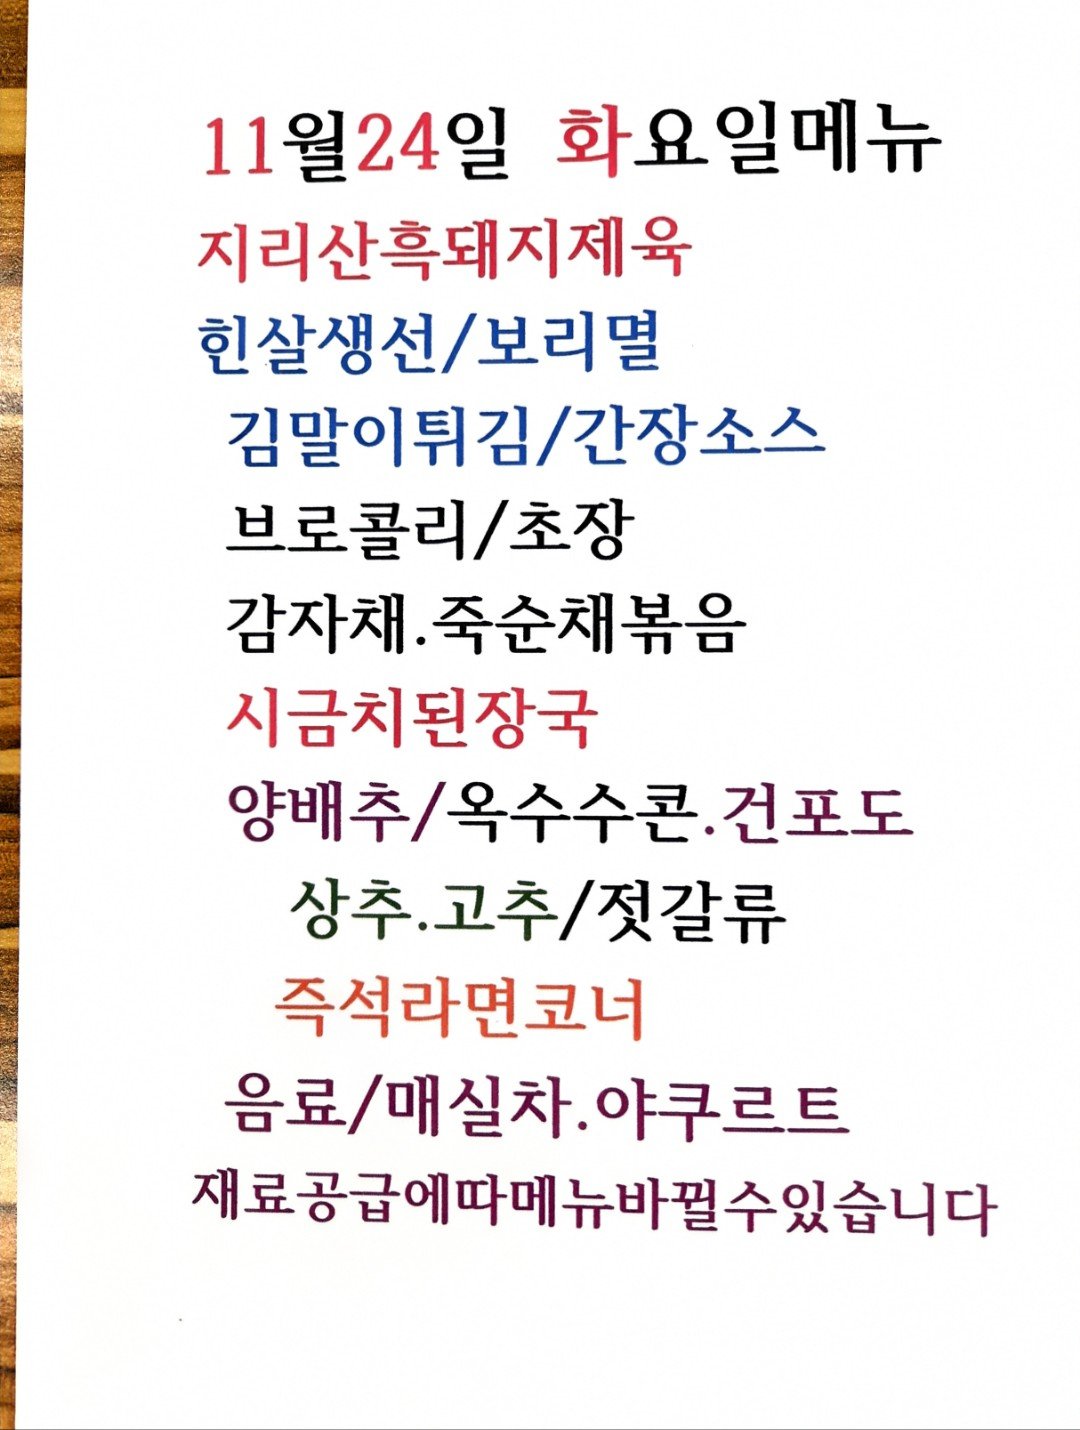 11월24일 화요일메뉴
지리산흑돼지제육
힌살생선/보리멸
김말이튀김/간장소스
브로콜리/초장
감자채.죽순채볶음
시금치된장국
양배추/옥수수콘.건포도
상추.고추/젓갈류
즉석라면코너
음료/매실차.야쿠르트
재료공급에따메뉴바뀔수있습니다